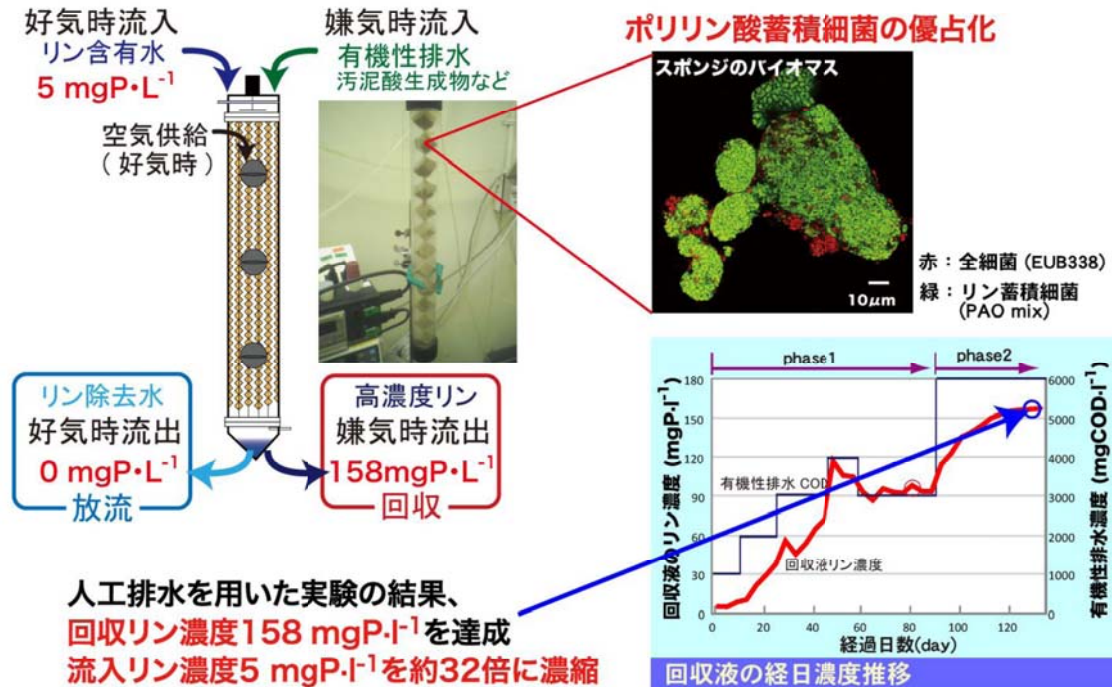 好気時流入
リン含有水
5 mgP•L⁻¹
嫌気時流入
有機性排水
汚泥酸生成物など
空気供給
(好気時)
リン除去水
好気時流出
0 mgP•L⁻¹
放流
高濃度リン
嫌気時流出
158mgP•L⁻¹
回収
ポリリン酸蓄積細菌の優占化
スポンジのバイオマス
10μm
赤：全細菌 (EUB338)
緑：リン蓄積細菌
(PAO mix)
phase1
phase2
回収液のリン濃度 (mgP·l⁻¹)
180
150
120
90
60
30
0
有機性排水 COD
回収液リン濃度
6000
5000
4000
3000
2000
1000
0
有機性排水濃度 (mgCOD·l⁻¹)
0 20 40 60 80 100 120
経過日数(day)
回収液の経日濃度推移
人工排水を用いた実験の結果、
回収リン濃度158 mgP·l⁻¹を達成
流入リン濃度5 mgP·l⁻¹を約32倍に濃縮